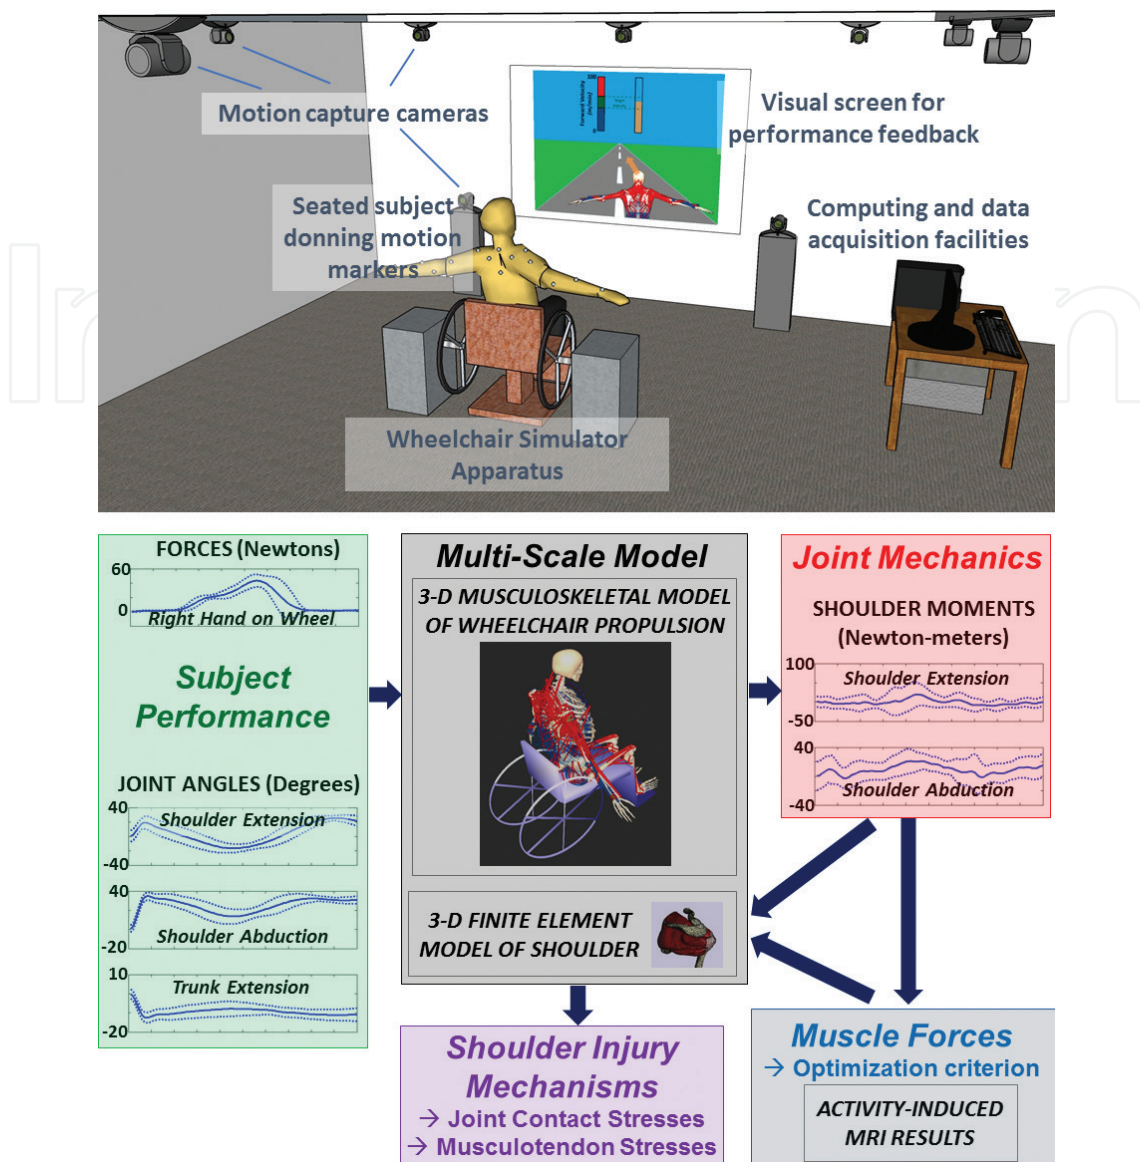 Motion capture cameras
Visual screen for
performance feedback
100
Forward Velocity
0
Seated subject
donning motion
markers
Computing and data
acquisition facilities
Wheelchair Simulator
Apparatus
FORCES (Newtons)
60
0
Right Hand on Wheel
Subject
Performance
JOINT ANGLES (Degrees)
40
Shoulder Extension
-40
40
Shoulder Abduction
-20
10
Trunk Extension
-20
Multi-Scale Model
3-D MUSCULOSKELETAL MODEL
OF WHEELCHAIR PROPULSION
3-D FINITE ELEMENT
MODEL OF SHOULDER
Joint Mechanics
SHOULDER MOMENTS
(Newton-meters)
100
Shoulder Extension
-50
40
Shoulder Abduction
-40
Shoulder Injury
Mechanisms
→ Joint Contact Stresses
→ Musculotendon Stresses
Muscle Forces
→ Optimization criterion
ACTIVITY-INDUCED
MRI RESULTS